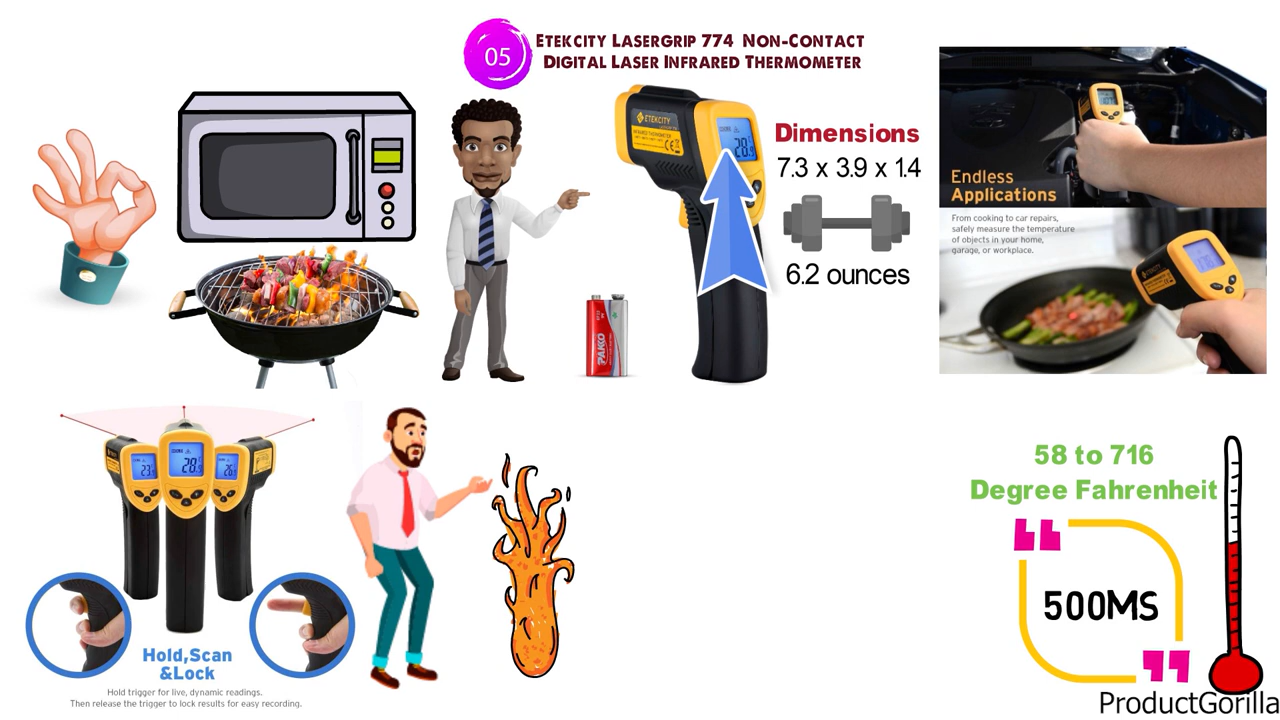 05
Etekcity Lasergrip 774 Non-Contact
Digital Laser Infrared Thermometer
ETEKCITY
Dimensions
7.3 x 3.9 x 1.4
6.2 ounces
PAKKO
Endless
Applications
From cooking to car repairs,
safely measure the temperature
of objects in your home,
garage, or workplace.
Hold,Scan
&Lock
Hold trigger for live, dynamic readings.
Then release the trigger to lock results for easy recording.
58 to 716
Degree Fahrenheit
500MS
ProductGorilla